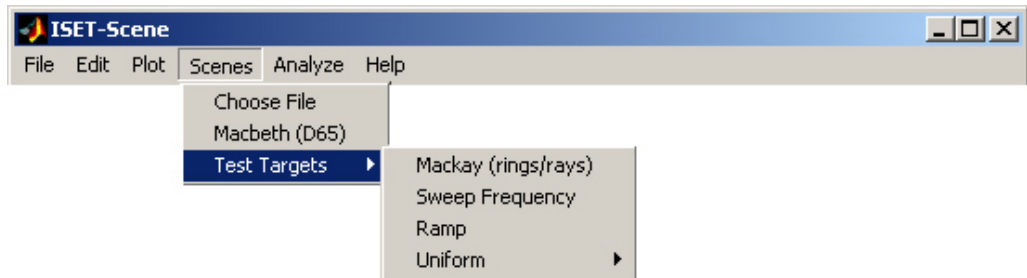 ISET-Scene
File Edit Plot Scenes Analyze Help
Choose File
Macbeth (D65)
Test Targets
Mackay (rings/rays)
Sweep Frequency
Ramp
Uniform